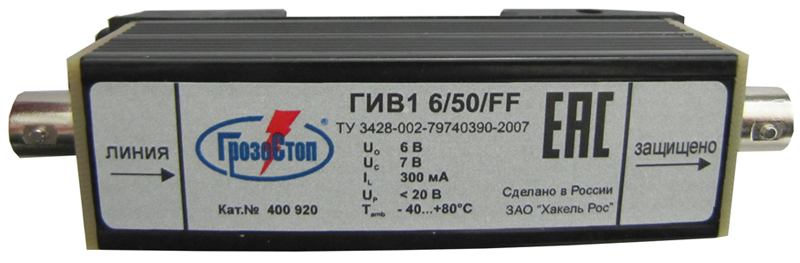 ЛИНИЯ
ГрозоСтоп®
Кат.№ 400 920
ГИВ1 6/50/FF
ТУ 3428-002-79740390-2007
U₀ 6 В
Uc 7 В
IL 300 мА
Uₚ < 20 В
Tamb - 40...+80°С
EAC
Сделано в России
ЗАО "Хакель Рос"
ЗАЩИЩЕНО